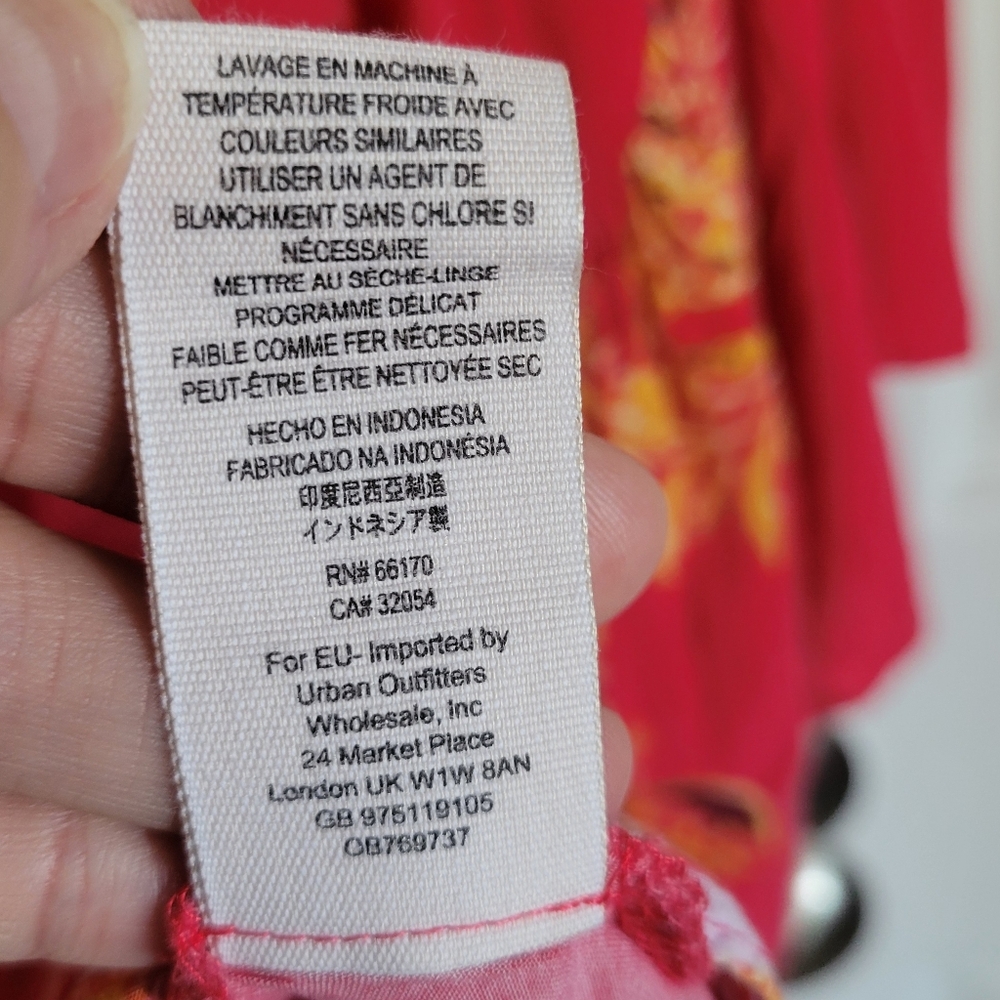 LAVAGE EN MACHINE À
TEMPÉRATURE FROIDE AVEC
COULEURS SIMILAIRES
UTILISER UN AGENT DE
BLANCHIMENT SANS CHLORE SI
NÉCESSAIRE
METTRE AU SÈCHE-LINGE
PROGRAMME DÉLICAT
FAIBLE COMME FER NÉCESSAIRES
PEUT-ÊTRE ÊTRE NETTOYÉE SEC
HECHO EN INDONESIA
FABRICADO NA INDONÉSIA
印度尼西亞制造
インドネシア製
RN# 66170
CA# 32054
For EU- Imported by
Urban Outfitters
Wholesale, Inc
24 Market Place
London UK W1W 8AN
GB 975119105
OB769737